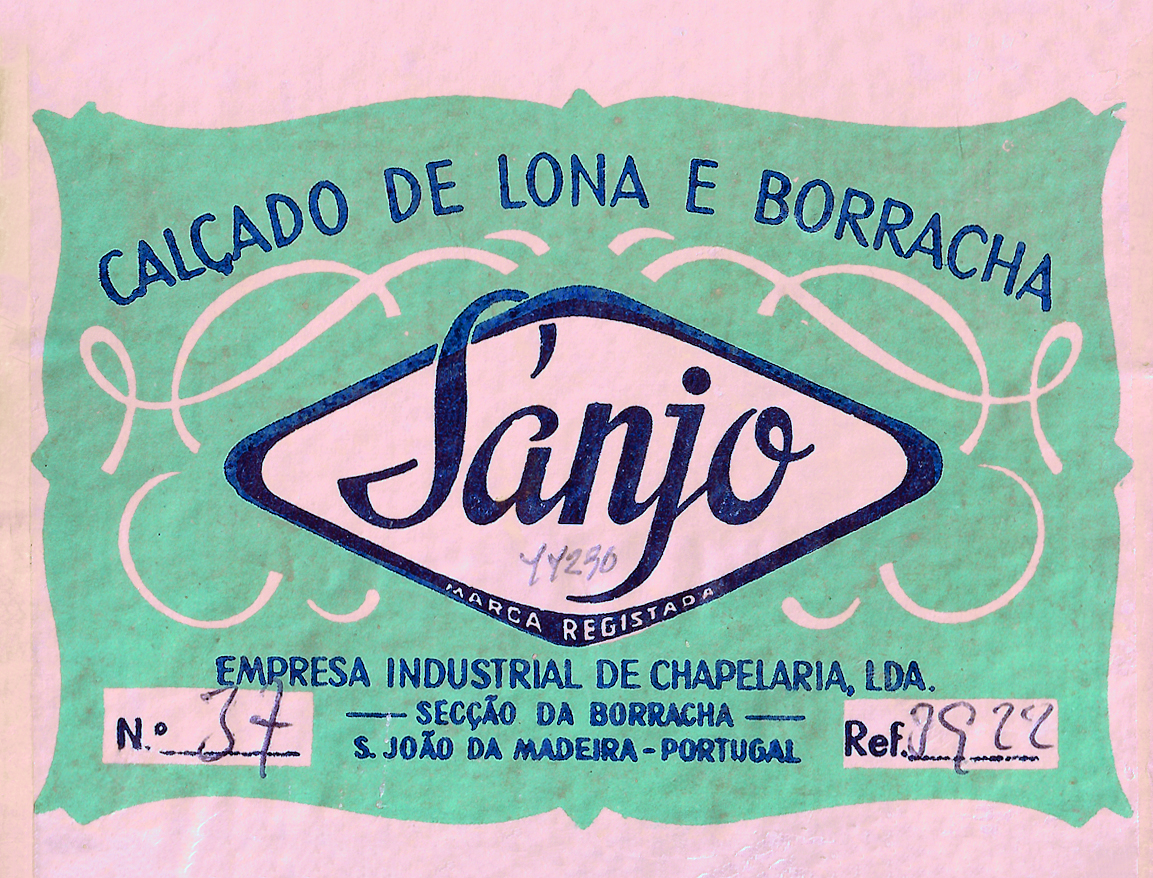 CALÇADO DE LONA E BORRACHA
Sanjo
44230
MARCA REGISTADA
EMPRESA INDUSTRIAL DE CHAPELARIA, LDA.
SECÇÃO DA BORRACHA
S. JOÃO DA MADEIRA - PORTUGAL
N.º 37
Ref.